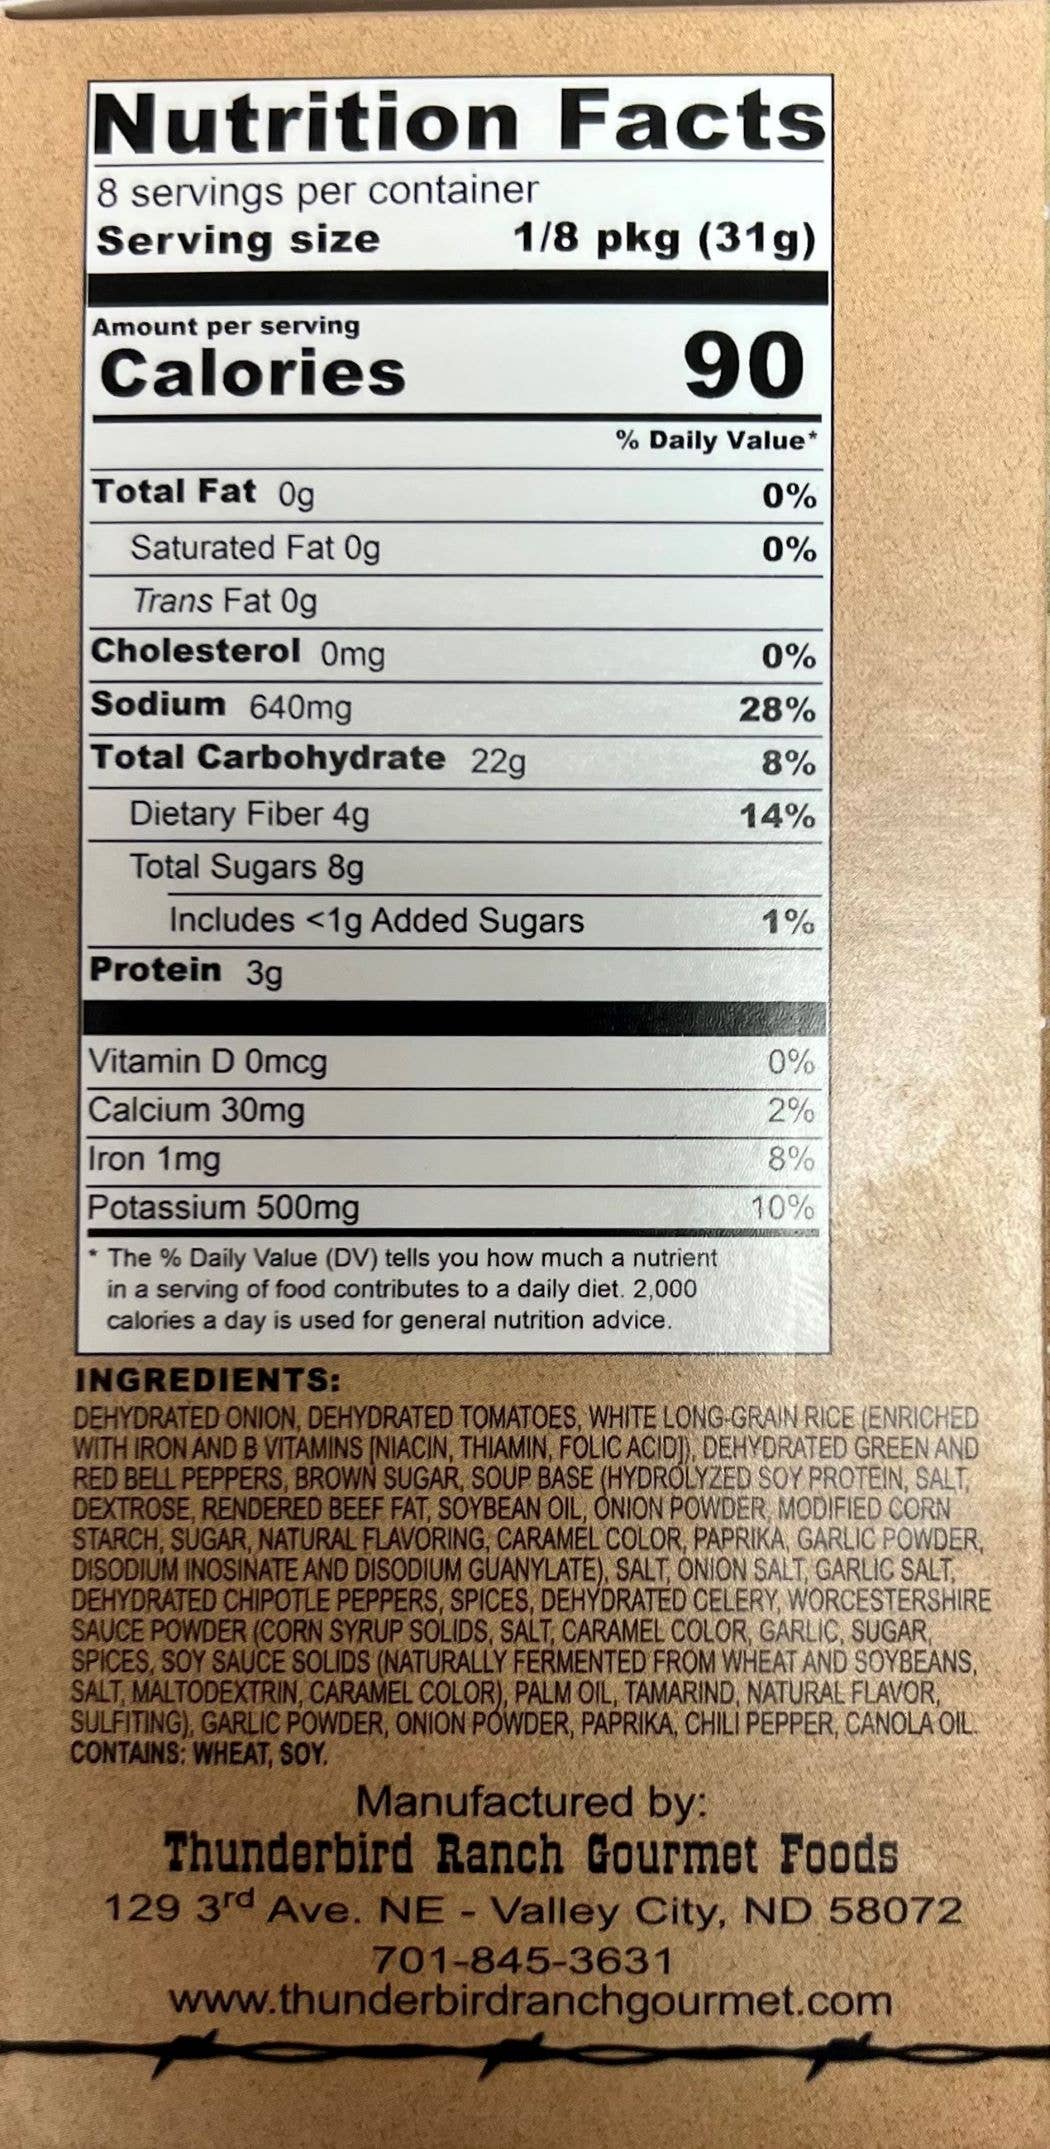 Nutrition Facts
8 servings per container
Serving size 1/8 pkg (31g)
Amount per serving
Calories 90
% Daily Value*
Total Fat 0g 0%
Saturated Fat 0g 0%
Trans Fat 0g
Cholesterol 0mg 0%
Sodium 640mg 28%
Total Carbohydrate 22g 8%
Dietary Fiber 4g 14%
Total Sugars 8g
Includes <1g Added Sugars 1%
Protein 3g
Vitamin D 0mcg 0%
Calcium 30mg 2%
Iron 1mg 8%
Potassium 500mg 10%
* The % Daily Value (DV) tells you how much a nutrient
in a serving of food contributes to a daily diet. 2,000
calories a day is used for general nutrition advice.
INGREDIENTS:
DEHYDRATED ONION, DEHYDRATED TOMATOES, WHITE LONG-GRAIN RICE (ENRICHED
WITH IRON AND B VITAMINS [NIACIN, THIAMIN, FOLIC ACID]), DEHYDRATED GREEN AND
RED BELL PEPPERS, BROWN SUGAR, SOUP BASE (HYDROLYZED SOY PROTEIN, SALT,
DEXTROSE, RENDERED BEEF FAT, SOYBEAN OIL, ONION POWDER, MODIFIED CORN
STARCH, SUGAR, NATURAL FLAVORING, CARAMEL COLOR, PAPRIKA, GARLIC POWDER,
DISODIUM INOSINATE AND DISODIUM GUANYLATE), SALT, ONION SALT, GARLIC SALT,
DEHYDRATED CHIPOTLE PEPPERS, SPICES, DEHYDRATED CELERY, WORCESTERSHIRE
SAUCE POWDER (CORN SYRUP SOLIDS, SALT, CARAMEL COLOR, GARLIC, SUGAR,
SPICES, SOY SAUCE SOLIDS (NATURALLY FERMENTED FROM WHEAT AND SOYBEANS,
SALT, MALTODEXTRIN, CARAMEL COLOR), PALM OIL, TAMARIND, NATURAL FLAVOR,
SULFITING), GARLIC POWDER, ONION POWDER, PAPRIKA, CHILI PEPPER, CANOLA OIL.
CONTAINS: WHEAT, SOY.
Manufactured by:
Thunderbird Ranch Gourmet Foods
129 3rd Ave. NE - Valley City, ND 58072
701-845-3631
www.thunderbirdranchgourmet.com